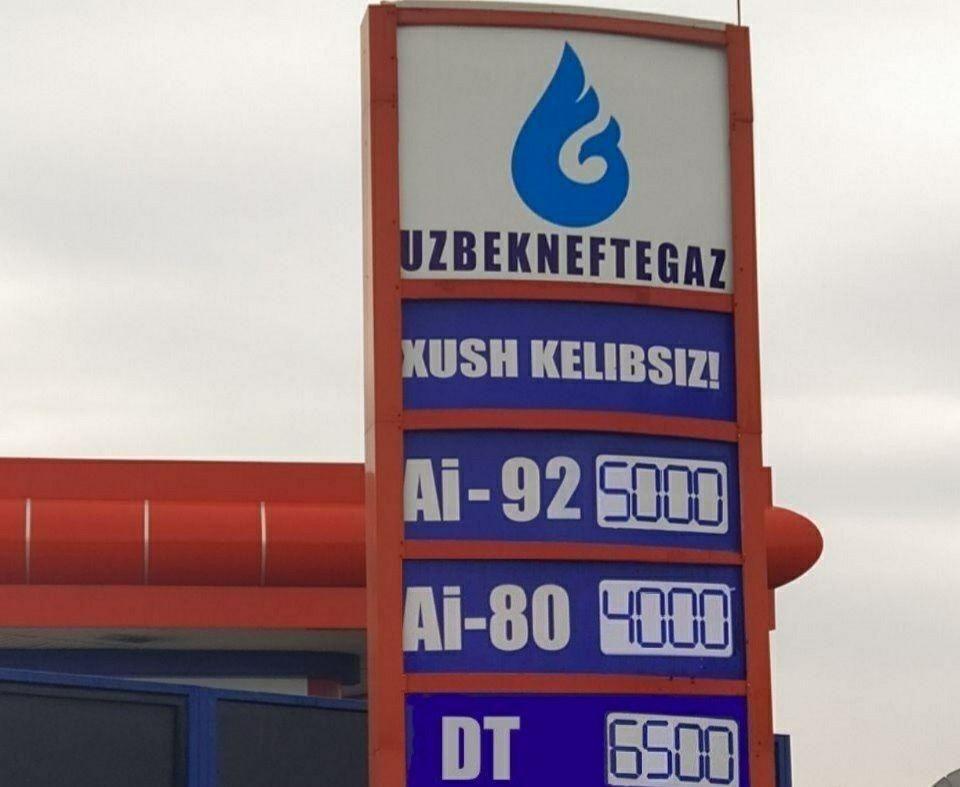 UZBEKNEFTEGAZ
XUSH KELIBSIZ!
Ai-92 5000
Ai-80 4000
DT 6500